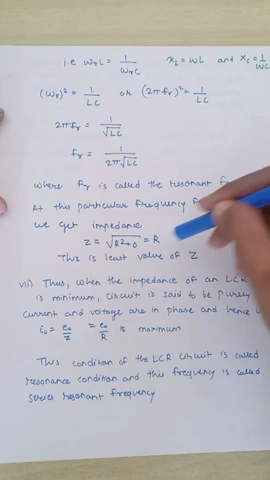 i.e ωrL = 1/ωrC   XL = ωL and XC = 1/ωC
(ωr)² = 1/LC or (2πfr)² = 1/LC
2πfr = 1/√LC
fr = 1/2π√LC
where Fr is called the resonant
At this particular frequency
we get impedance
Z = √R²+0 = R
This is least value of Z
vii) Thus, when the impedance of an LCR
is minimum, circuit is said to be purely
current and voltage are in phase and hence
i₀ = e₀/Z = e₀/R is maximum
This condition of the LCR circuit is called
resonance condition and this frequency is called
series resonant frequency